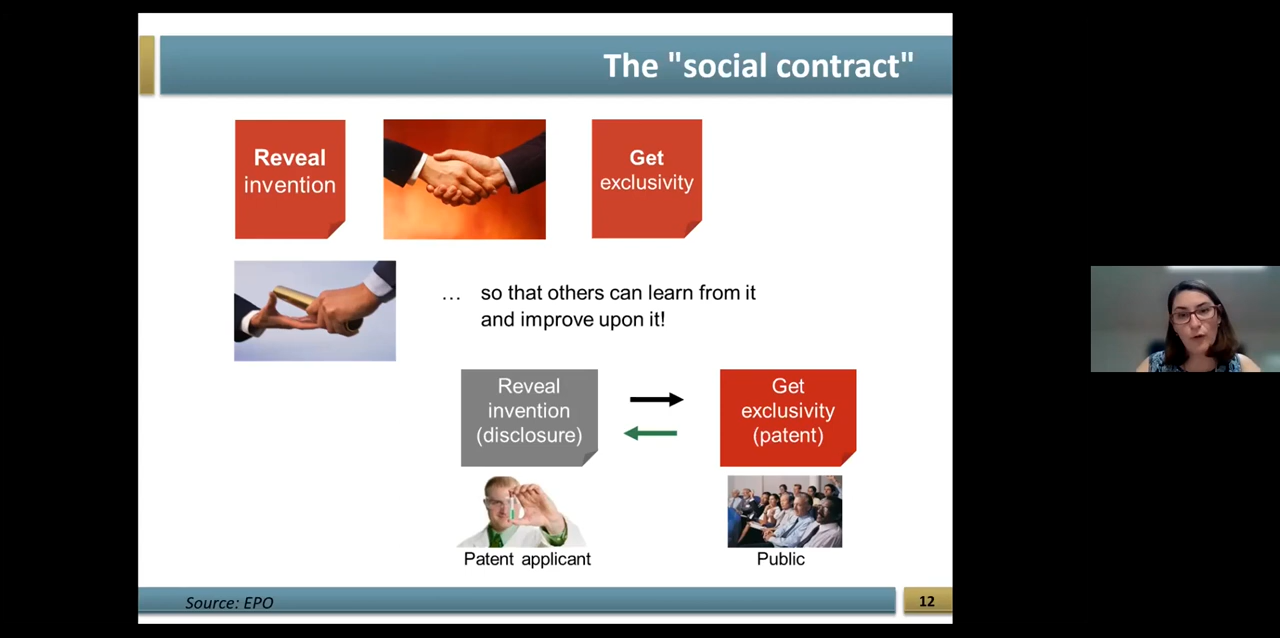 The "social contract"
Reveal
invention
Get
exclusivity
... so that others can learn from it
and improve upon it!
Reveal
invention
(disclosure)
Get
exclusivity
(patent)
Patent applicant
Public
Source: EPO
12